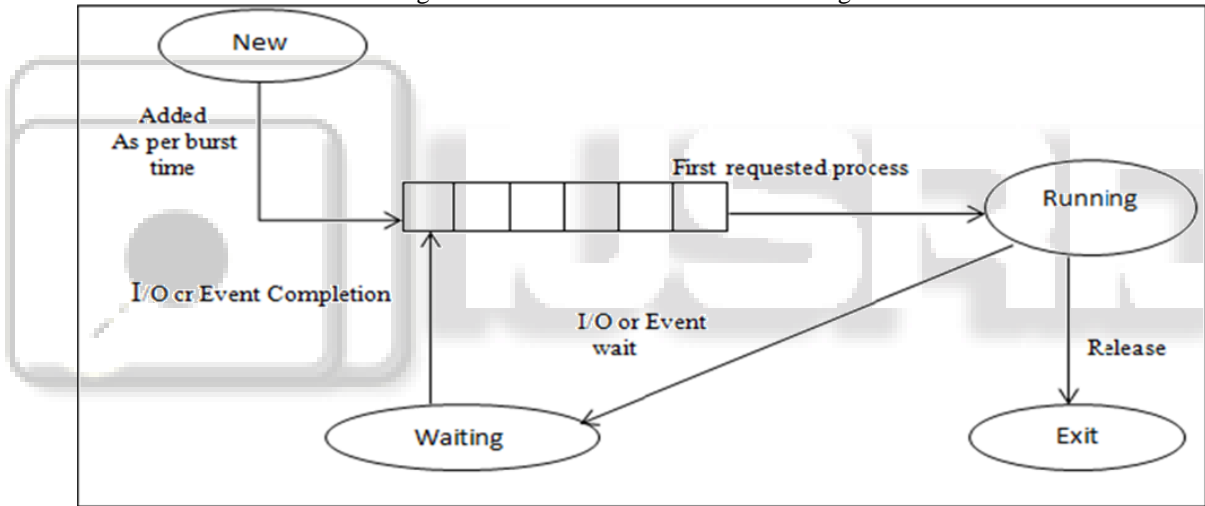 New
Added
As per burst
time
First requested process
Running
I/O cr Event Completion
I/O or Event
wait
Release
Waiting
Exit